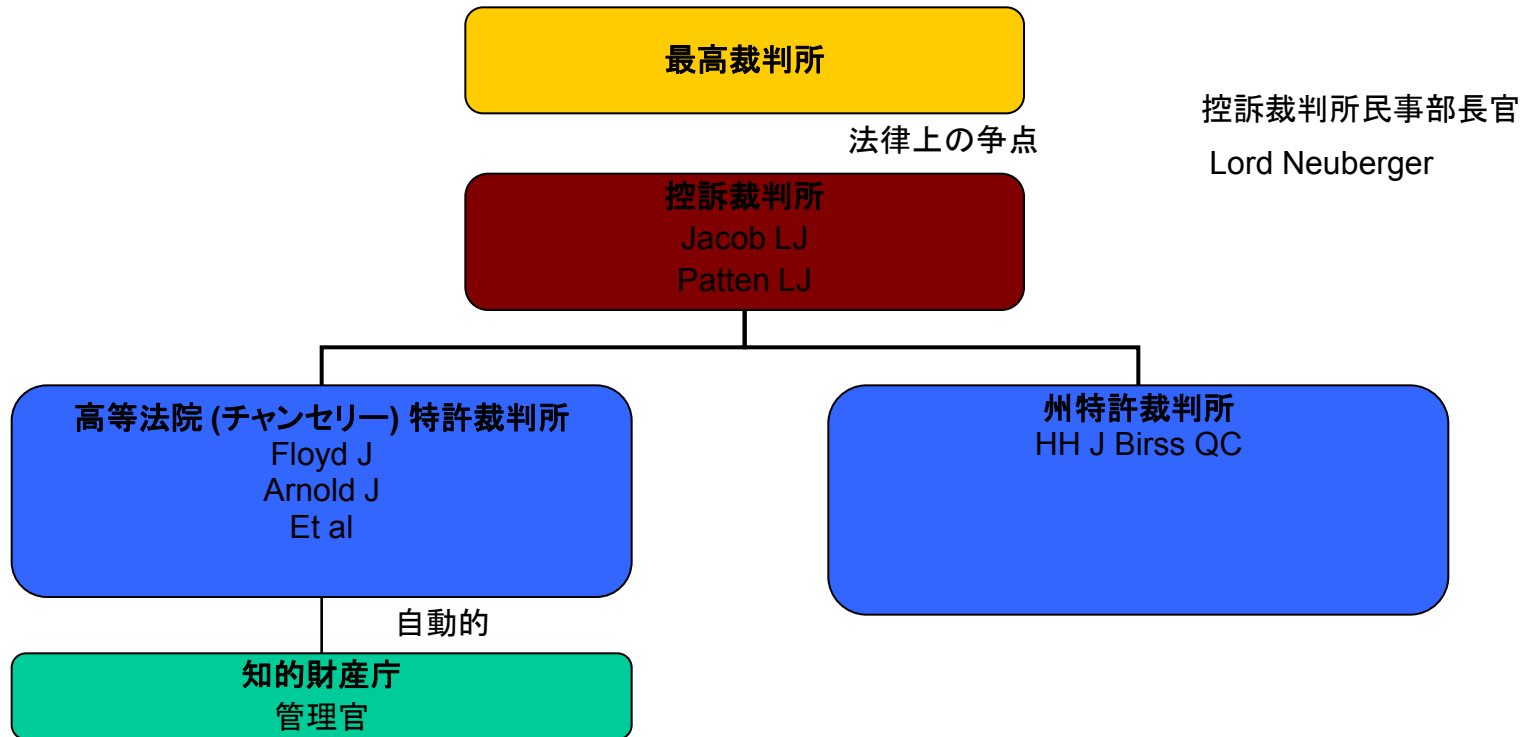 最高裁判所
控訴裁判所民事部長官
法律上の争点
Lord Neuberger
控訴裁判所
Jacob LJ
Patten LJ
高等法院 (チャンセリー) 特許裁判所
Floyd J
Arnold J
Et al
州特許裁判所
HH J Birss QC
自動的
知的財産庁
管理官